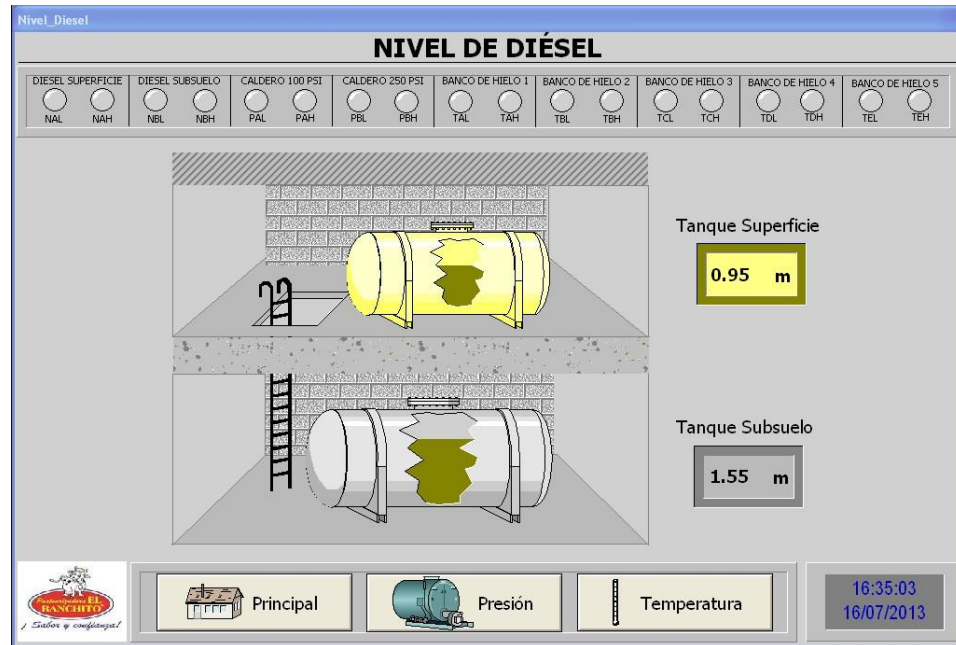 Nivel_Diesel
NIVEL DE DIÉSEL
DIESEL SUPERFICIE DIESEL SUBSUELO CALDERO 100 PSI CALDERO 250 PSI BANCO DE HIELO 1 BANCO DE HIELO 2 BANCO DE HIELO 3 BANCO DE HIELO 4 BANCO DE HIELO 5
NAL NAH NBL NBH PAL PAH PBL PBH TAL TAH TBL TBH TCL TCH TDL TDH TEL TEH
Tanque Superficie
0.95 m
Tanque Subsuelo
1.55 m
Pasteurizadora EL
RANCHITO
¡ Sabor y confianza!
Principal
Presión
Temperatura
16:35:03
16/07/2013